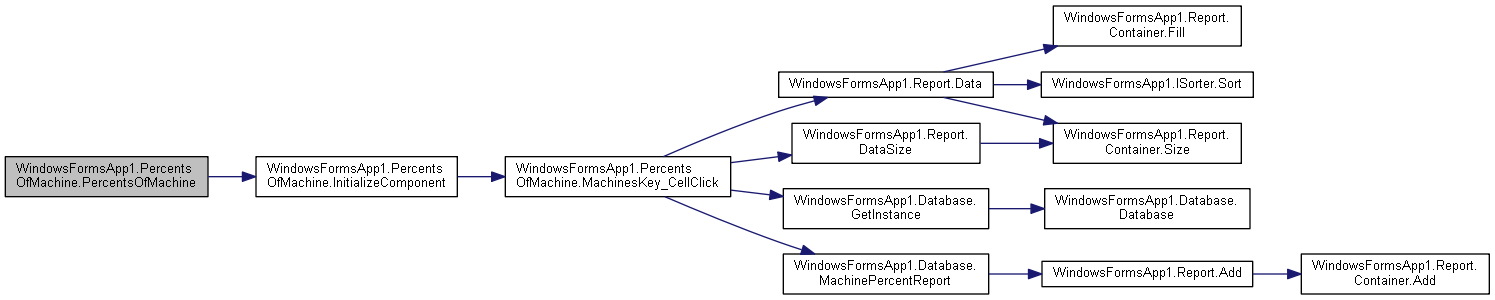 WindowsFormsApp1.Percents
OfMachine.PercentsOfMachine
WindowsFormsApp1.Percents
OfMachine.InitializeComponent
WindowsFormsApp1.Percents
OfMachine.MachinesKey_CellClick
WindowsFormsApp1.Report.Data
WindowsFormsApp1.Report.
Container.Fill
WindowsFormsApp1.ISorter.Sort
WindowsFormsApp1.Report.
Container.Size
WindowsFormsApp1.Report.
DataSize
WindowsFormsApp1.Database.
GetInstance
WindowsFormsApp1.Database.
Database
WindowsFormsApp1.Database.
MachinePercentReport
WindowsFormsApp1.Report.Add
WindowsFormsApp1.Report.
Container.Add